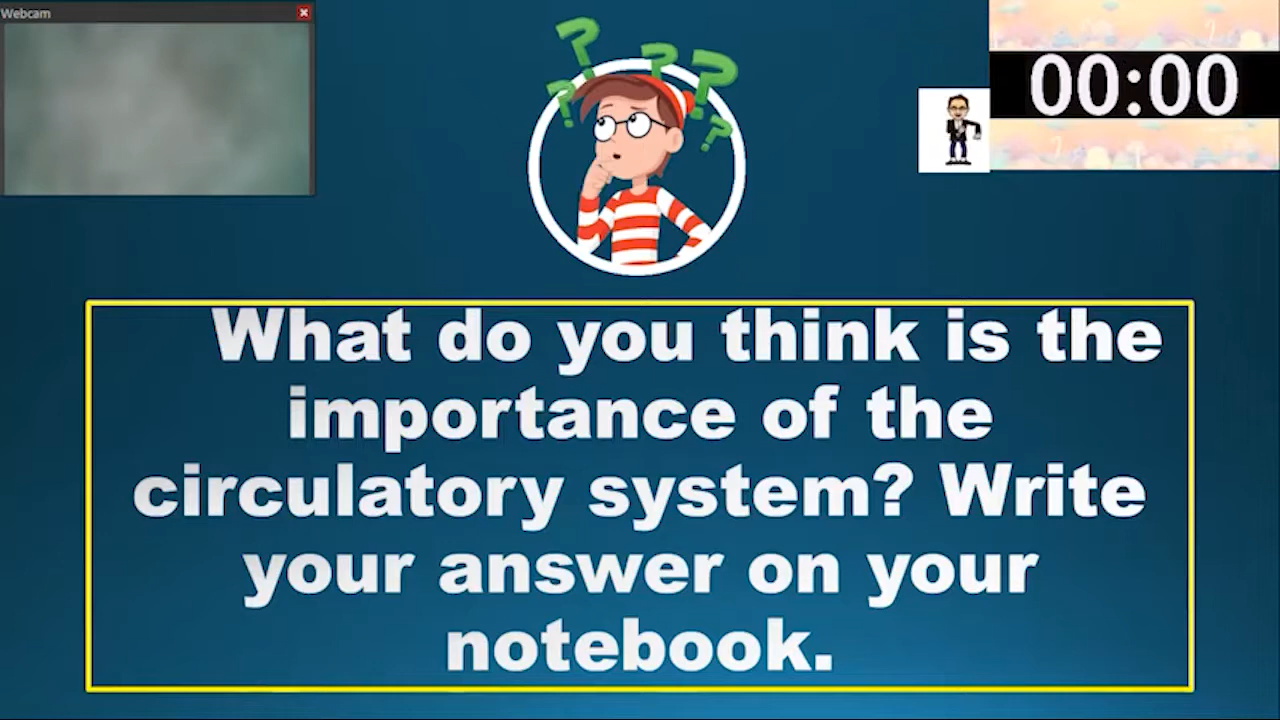 Webcam
00:00
What do you think is the
importance of the
circulatory system? Write
your answer on your
notebook.